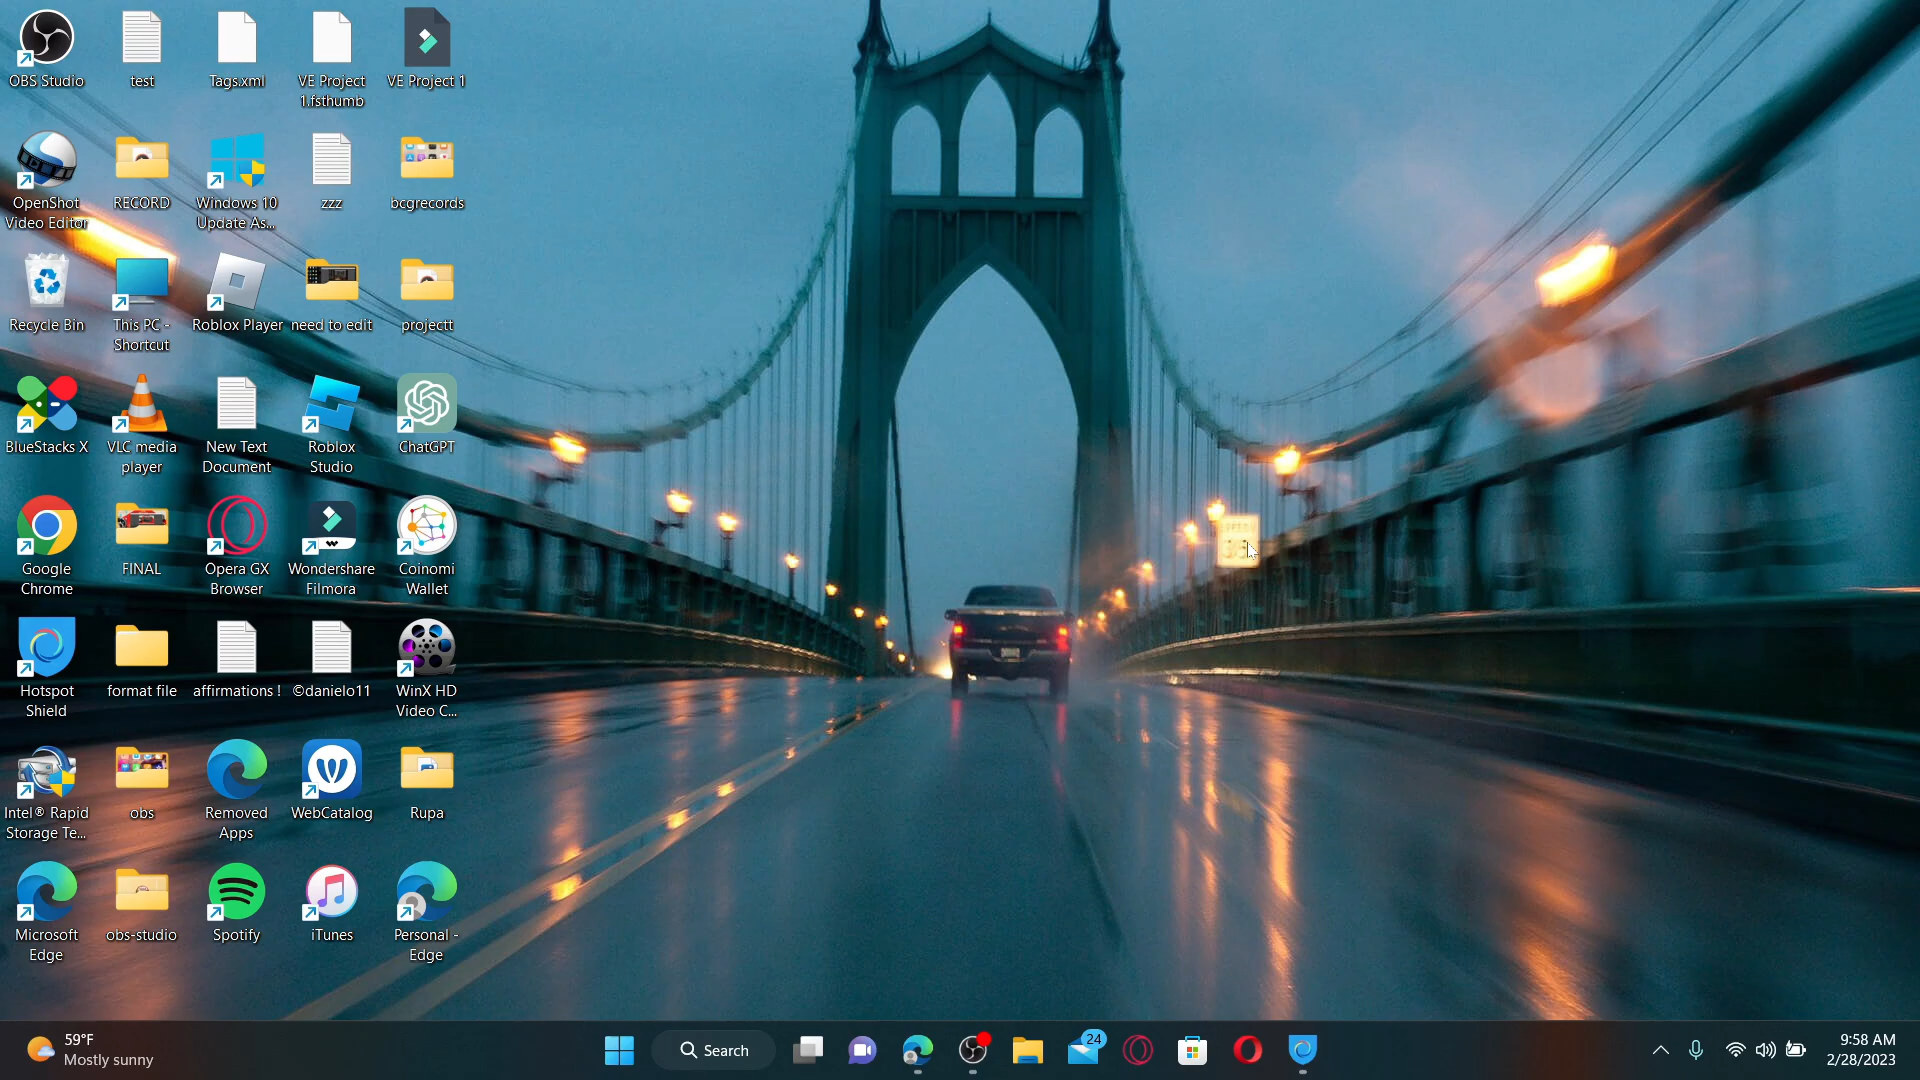 OBS Studio
test
Tags.xml
VE Project
1.fsthumb
VE Project 1
OpenShot
Video Editor
RECORD
Windows 10
Update As...
zzz
bcgrecords
Recycle Bin
This PC -
Shortcut
Roblox Player
need to edit
projectt
BlueStacks X
VLC media
player
New Text
Document
Roblox
Studio
ChatGPT
Google
Chrome
FINAL
Opera GX
Browser
Wondershare
Filmora
Coinomi
Wallet
Hotspot
Shield
format file
affirmations !
©danielo11
WinX HD
Video C...
Intel® Rapid
Storage Te...
obs
Removed
Apps
WebCatalog
Rupa
Microsoft
Edge
obs-studio
Spotify
iTunes
Personal -
Edge
59°F
Mostly sunny
Search
24
9:58 AM
2/28/2023